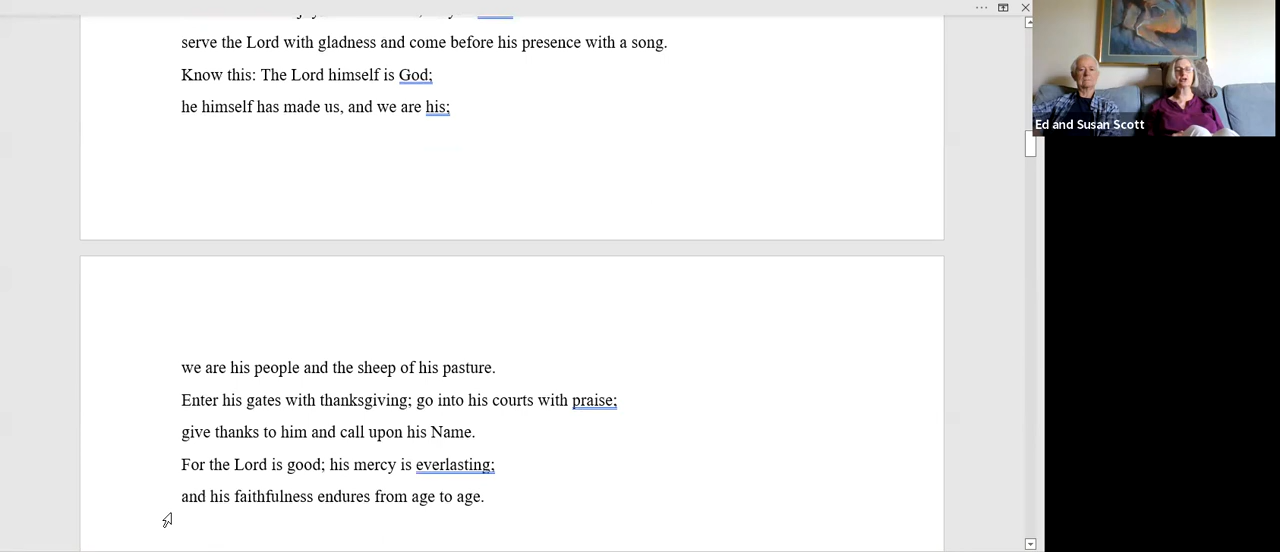 serve the Lord with gladness and come before his presence with a song.
Know this: The Lord himself is God;
he himself has made us, and we are his;
we are his people and the sheep of his pasture.
Enter his gates with thanksgiving; go into his courts with praise;
give thanks to him and call upon his Name.
For the Lord is good; his mercy is everlasting;
and his faithfulness endures from age to age.
Ed and Susan Scott